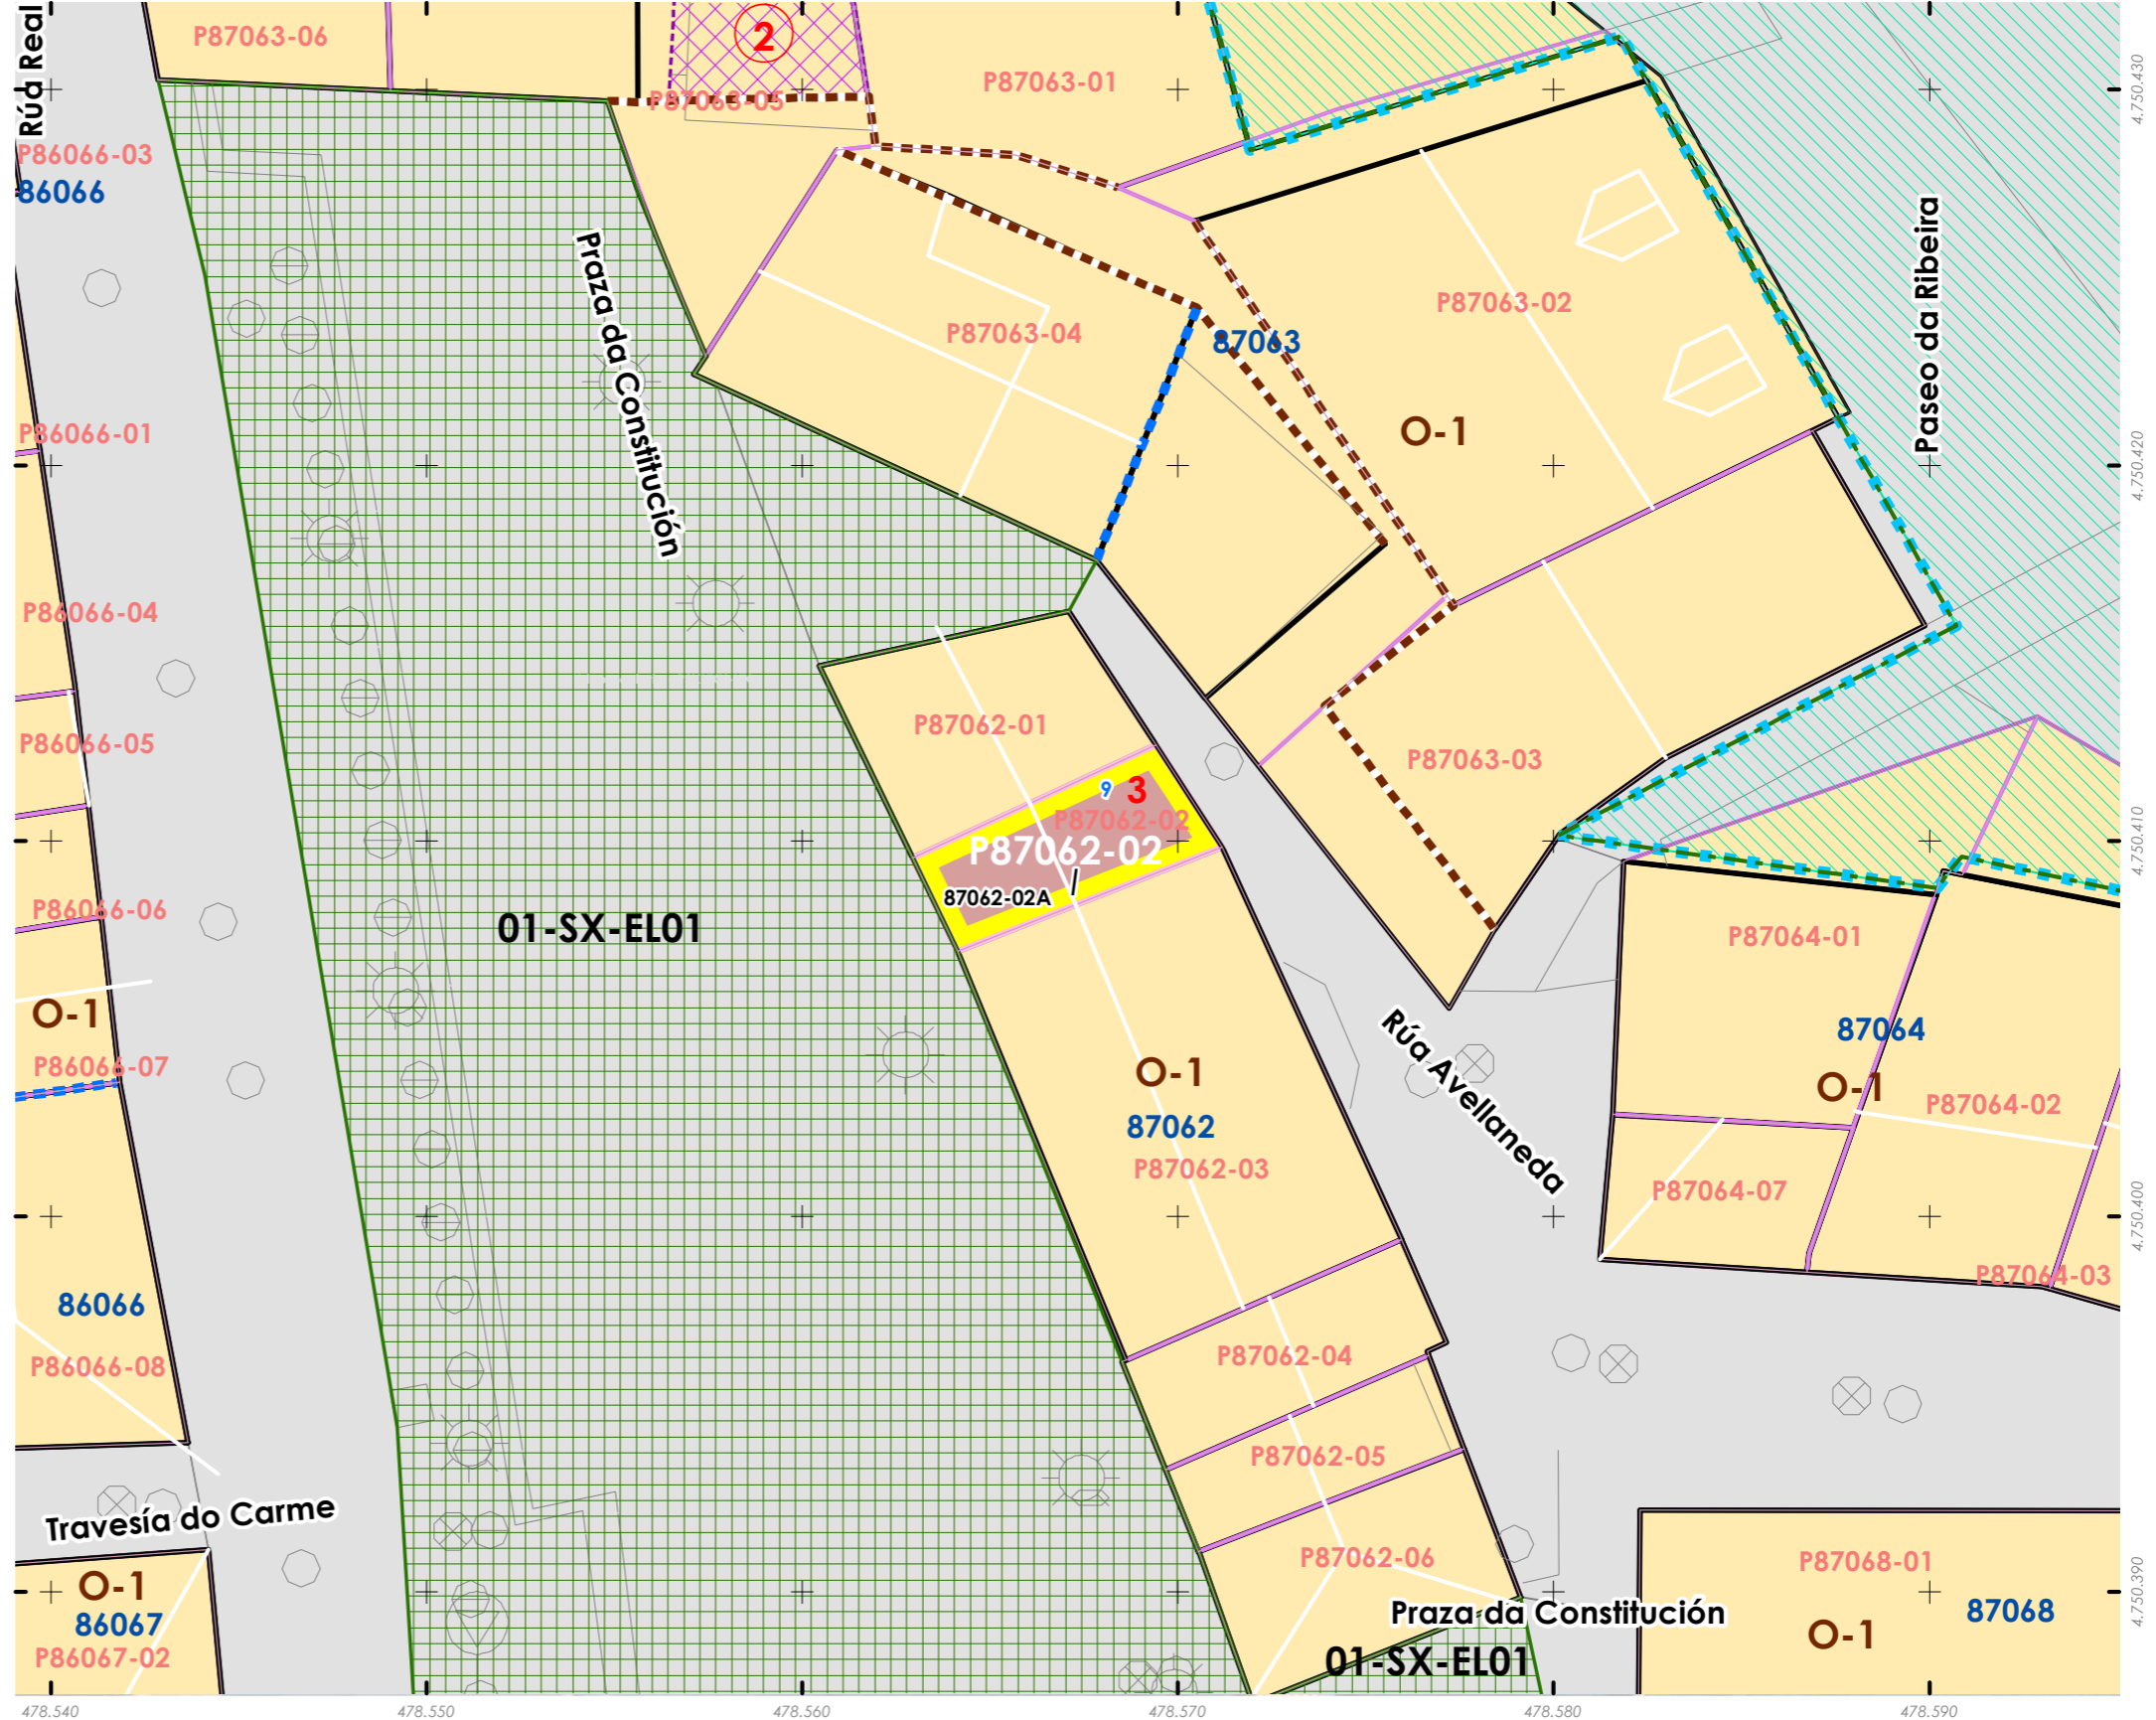 Rúa Real
P87063-06
2
P87063-05
P87063-01
4.750.430
P86066-03
86066
Praza da Constitución
P87063-04
87063
P87063-02
O-1
Paseo da Ribeira
P86066-01
4.750.420
P86066-04
P86066-05
P87062-01
P87063-03
9
3
P87062-02
P87062-02
87062-02A
4.750.410
P86066-06
01-SX-EL01
P87064-01
O-1
P86066-07
O-1
87062
P87062-03
Rúa Avellaneda
87064
O-1
P87064-02
P87064-07
4.750.400
P87064-03
86066
P86066-08
P87062-04
P87062-05
Travesía do Carme
P87062-06
O-1
86067
P86067-02
Praza da Constitución
01-SX-EL01
P87068-01
87068
O-1
4.750.390
478.540
478.550
478.560
478.570
478.580
478.590